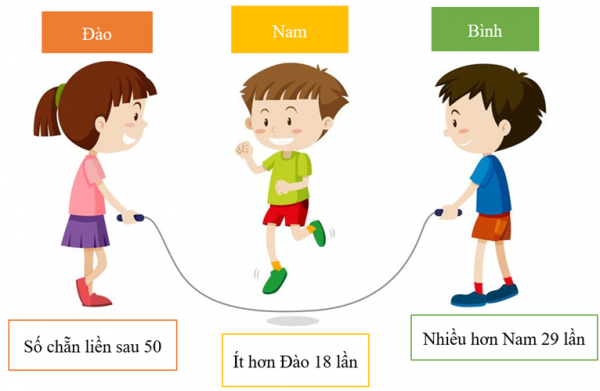 Đào
Nam
Bình
Số chẵn liền sau 50
Ít hơn Đào 18 lần
Nhiều hơn Nam 29 lần